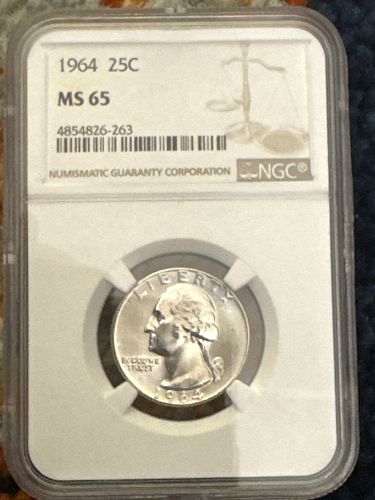 1964 25C
MS 65
4854826-263
NUMISMATIC GUARANTY CORPORATION
NGC®
LIBERTY
IN GOD WE
TRUST
1964